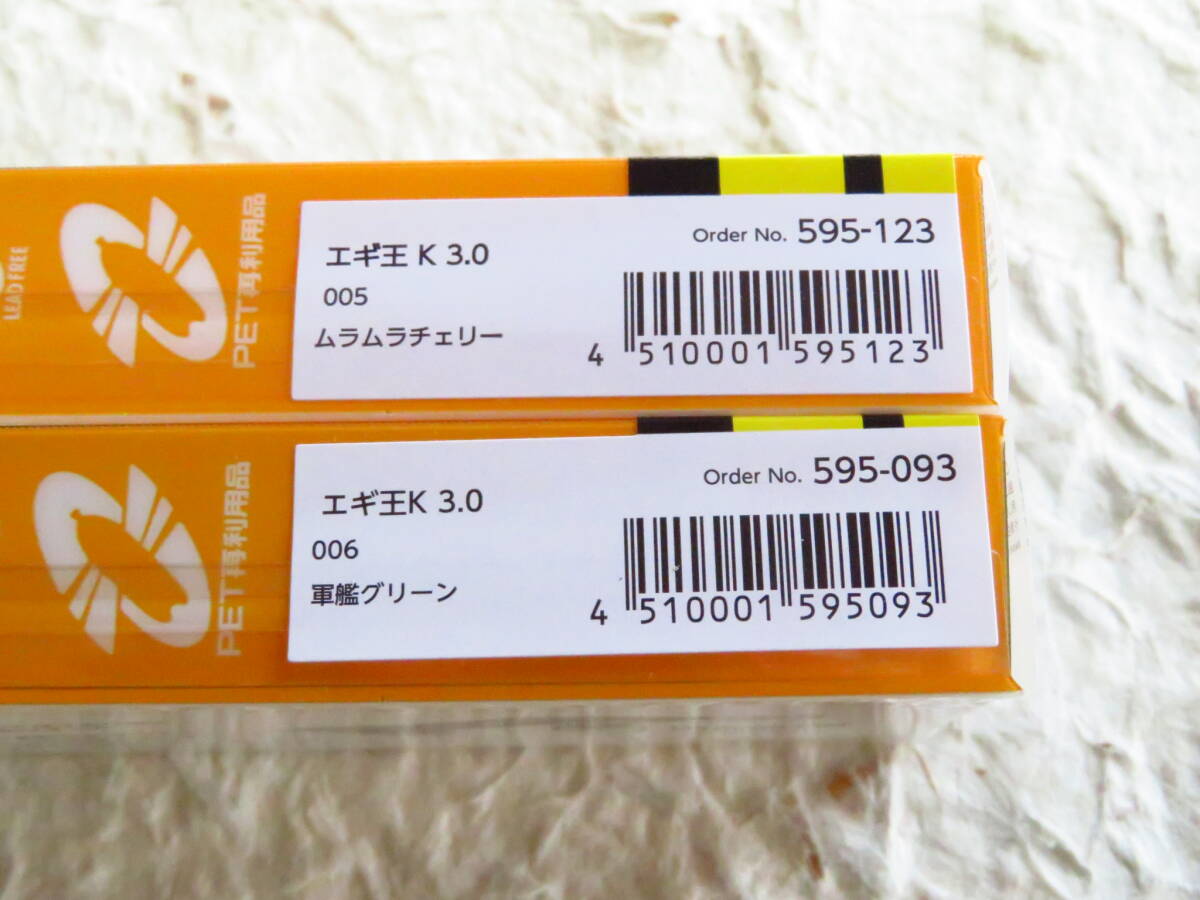 LEAD FREE
PET再利用品
エギ王 K 3.0
Order No. 595-123
005
ムラムラチェリー
4 510001 595123
PET再利用品
エギ王K 3.0
Order No. 595-093
006
軍艦グリーン
4 510001 595093